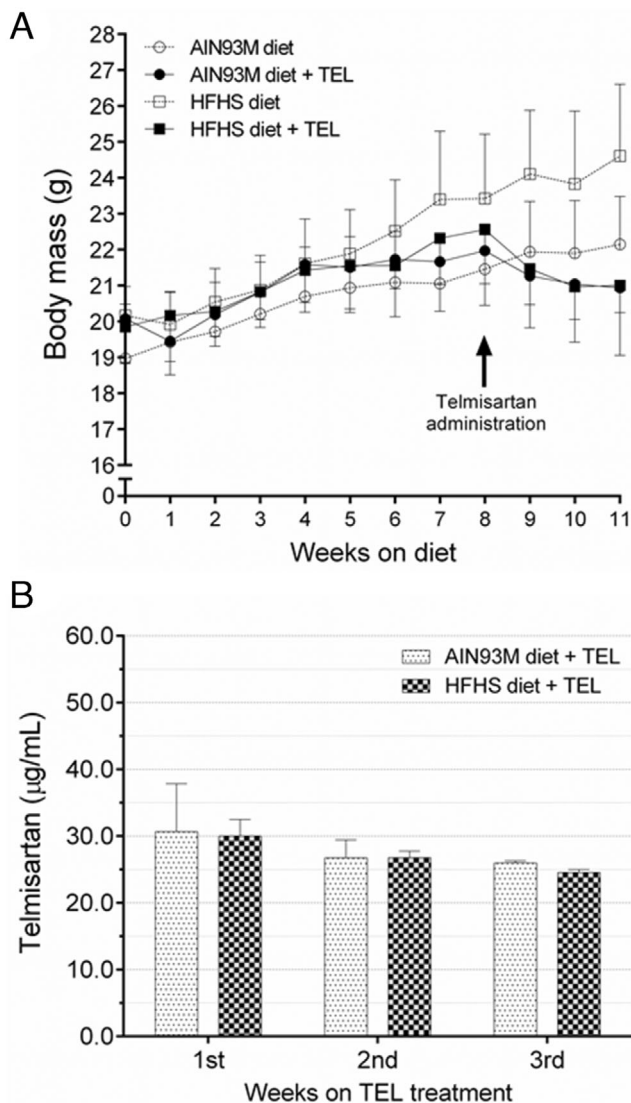 A
28
27
26
25
24
23
22
21
20
19
18
17
16
0
Body mass (g)
AIN93M diet
AIN93M diet + TEL
HFHS diet
HFHS diet + TEL
Telmisartan
administration
0 1 2 3 4 5 6 7 8 9 10 11
Weeks on diet
B
60.0
50.0
40.0
30.0
20.0
10.0
0.0
Telmisartan (µg/mL)
AIN93M diet + TEL
HFHS diet + TEL
1st 2nd 3rd
Weeks on TEL treatment